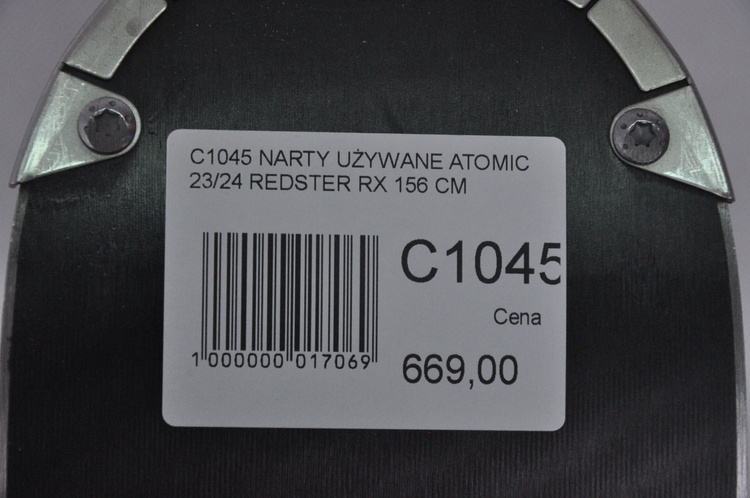 C1045 NARTY UŻYWANE ATOMIC
23/24 REDSTER RX 156 CM
C1045
Cena
1 000000 017069
669,00